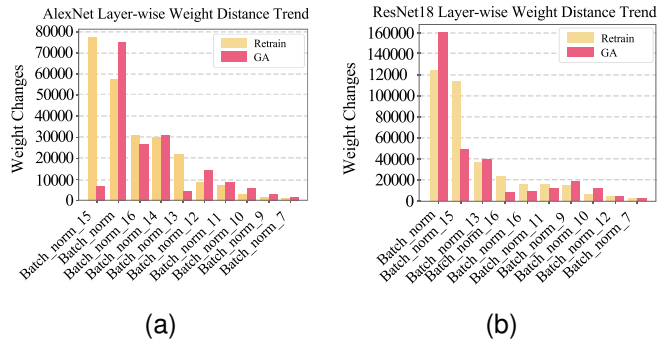 AlexNet Layer-wise Weight Distance Trend
80000
70000
60000
50000
40000
30000
20000
10000
0
Weight Changes
Retrain
GA
Batch_norm_15
Batch_norm
Batch_norm_16
Batch_norm_14
Batch_norm_13
Batch_norm_12
Batch_norm_11
Batch_norm_10
Batch_norm_9
Batch_norm_7
(a)
ResNet18 Layer-wise Weight Distance Trend
160000
140000
120000
100000
80000
60000
40000
20000
0
Weight Changes
Retrain
GA
Batch_norm
Batch_norm_15
Batch_norm_13
Batch_norm_16
Batch_norm_16
Batch_norm_11
Batch_norm_9
Batch_norm_10
Batch_norm_12
Batch_norm_7
(b)